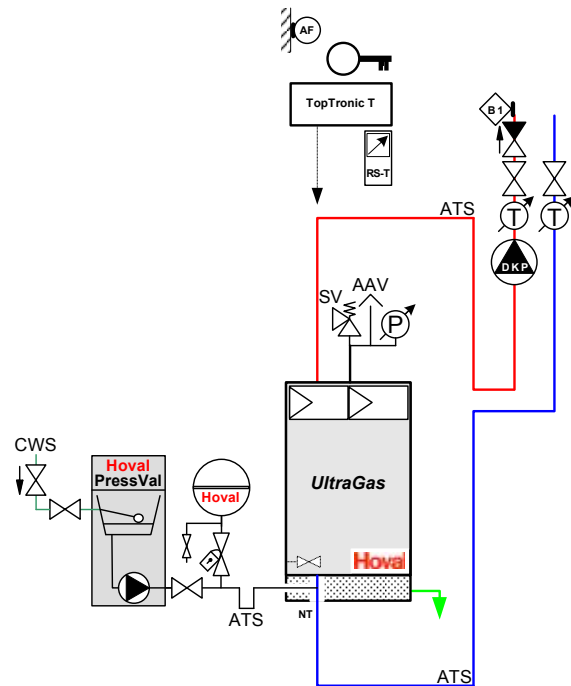 AF
TopTronic T
RS-T
B1
ATS
T
T
DKP
SV
AAV
P
CWS
Hoval
PressVal
Hoval
UltraGas
Hoval
ATS
NT
ATS